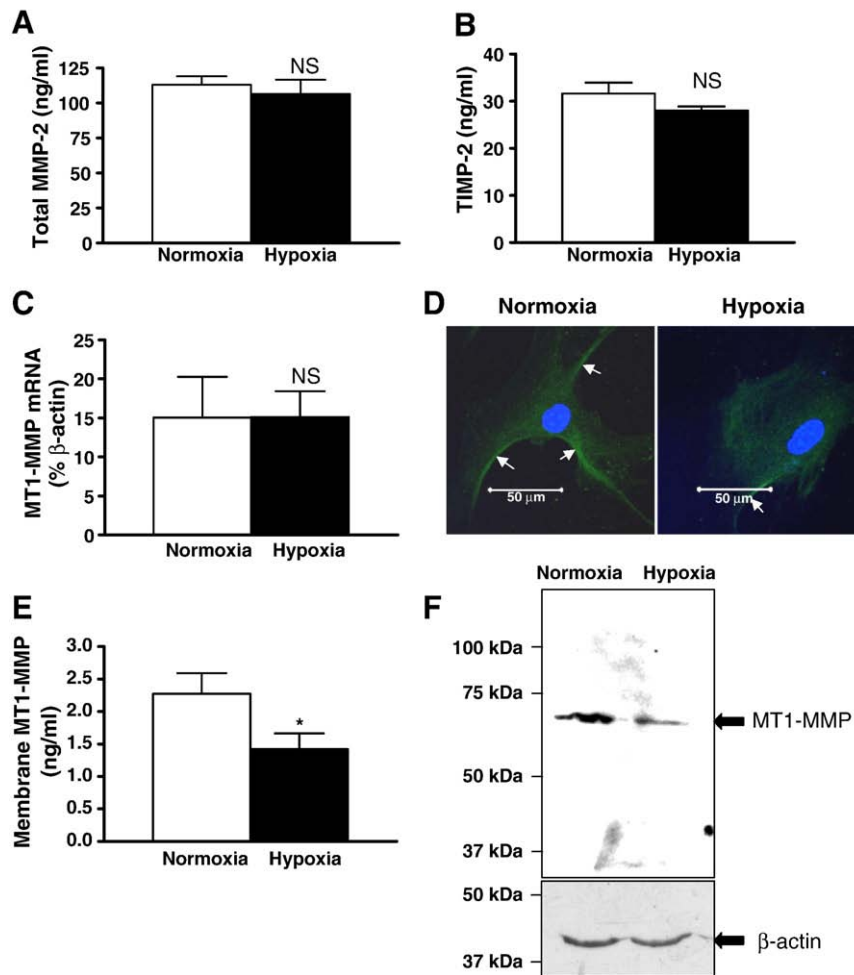 A
Total MMP-2 (ng/ml)
125
100
75
50
25
0
NS
Normoxia Hypoxia
B
TIMP-2 (ng/ml)
40
30
20
10
0
NS
Normoxia Hypoxia
C
MT1-MMP mRNA
(% β-actin)
25
20
15
10
5
0
NS
Normoxia Hypoxia
D
Normoxia Hypoxia
50 μm
50 μm
E
Membrane MT1-MMP
(ng/ml)
3.0
2.5
2.0
1.5
1.0
0.5
0.0
*
Normoxia Hypoxia
F
Normoxia Hypoxia
100 kDa
75 kDa
MT1-MMP
50 kDa
37 kDa
50 kDa
β-actin
37 kDa